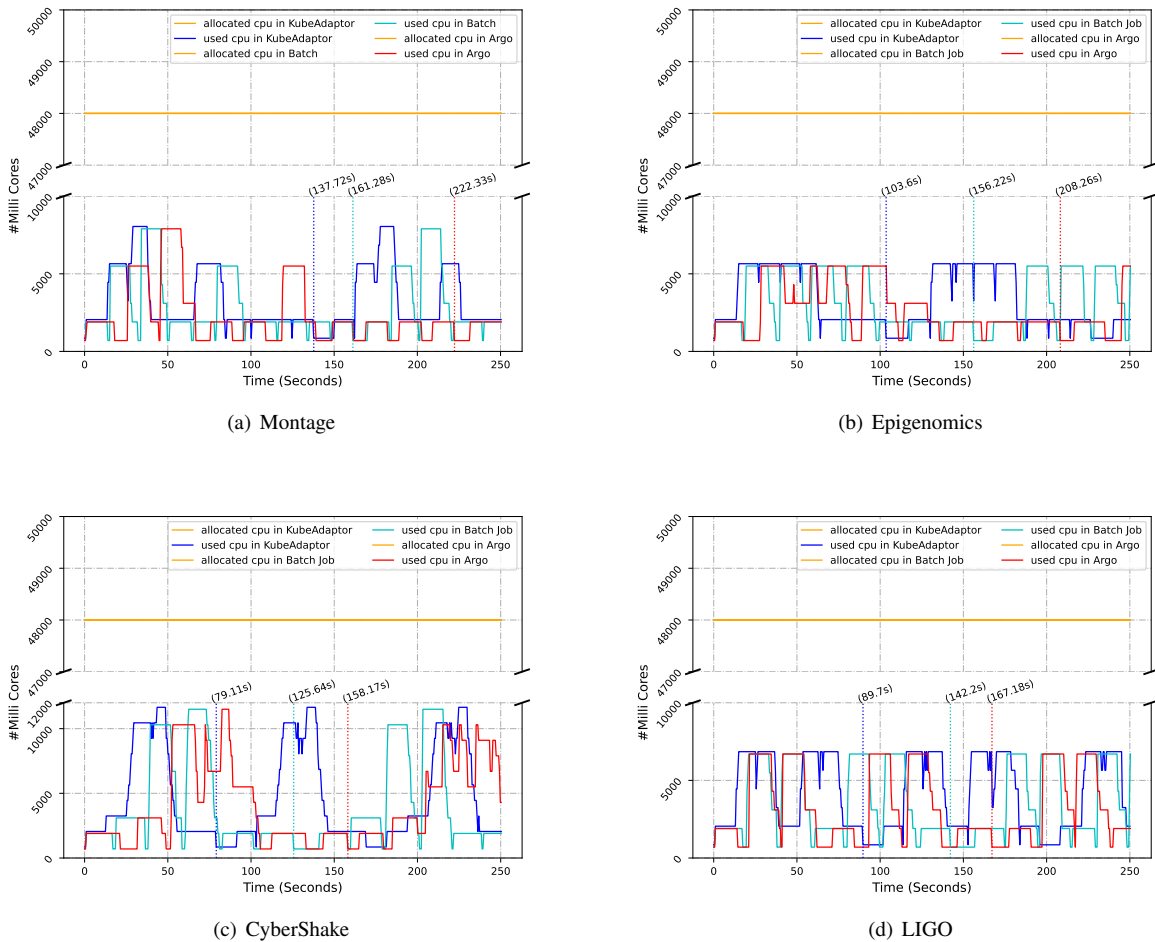 50000
49000
48000
47000
10000
5000
0
#Milli Cores
allocated cpu in KubeAdaptor
used cpu in KubeAdaptor
allocated cpu in Batch
used cpu in Batch
allocated cpu in Argo
used cpu in Argo
(137.72s)
(161.28s)
(222.33s)
0 50 100 150 200 250
Time (Seconds)
(a) Montage
50000
49000
48000
47000
10000
5000
0
#Milli Cores
allocated cpu in KubeAdaptor
used cpu in KubeAdaptor
allocated cpu in Batch Job
used cpu in Batch Job
allocated cpu in Argo
used cpu in Argo
(103.6s)
(156.22s)
(208.26s)
0 50 100 150 200 250
Time (Seconds)
(b) Epigenomics
50000
49000
48000
47000
12000
10000
5000
0
#Milli Cores
allocated cpu in KubeAdaptor
used cpu in KubeAdaptor
allocated cpu in Batch Job
used cpu in Batch Job
allocated cpu in Argo
used cpu in Argo
(79.11s)
(125.64s)
(158.17s)
0 50 100 150 200 250
Time (Seconds)
(c) CyberShake
50000
49000
48000
47000
10000
5000
0
#Milli Cores
allocated cpu in KubeAdaptor
used cpu in KubeAdaptor
allocated cpu in Batch Job
used cpu in Batch Job
allocated cpu in Argo
used cpu in Argo
(89.7s)
(142.2s)
(167.18s)
0 50 100 150 200 250
Time (Seconds)
(d) LIGO